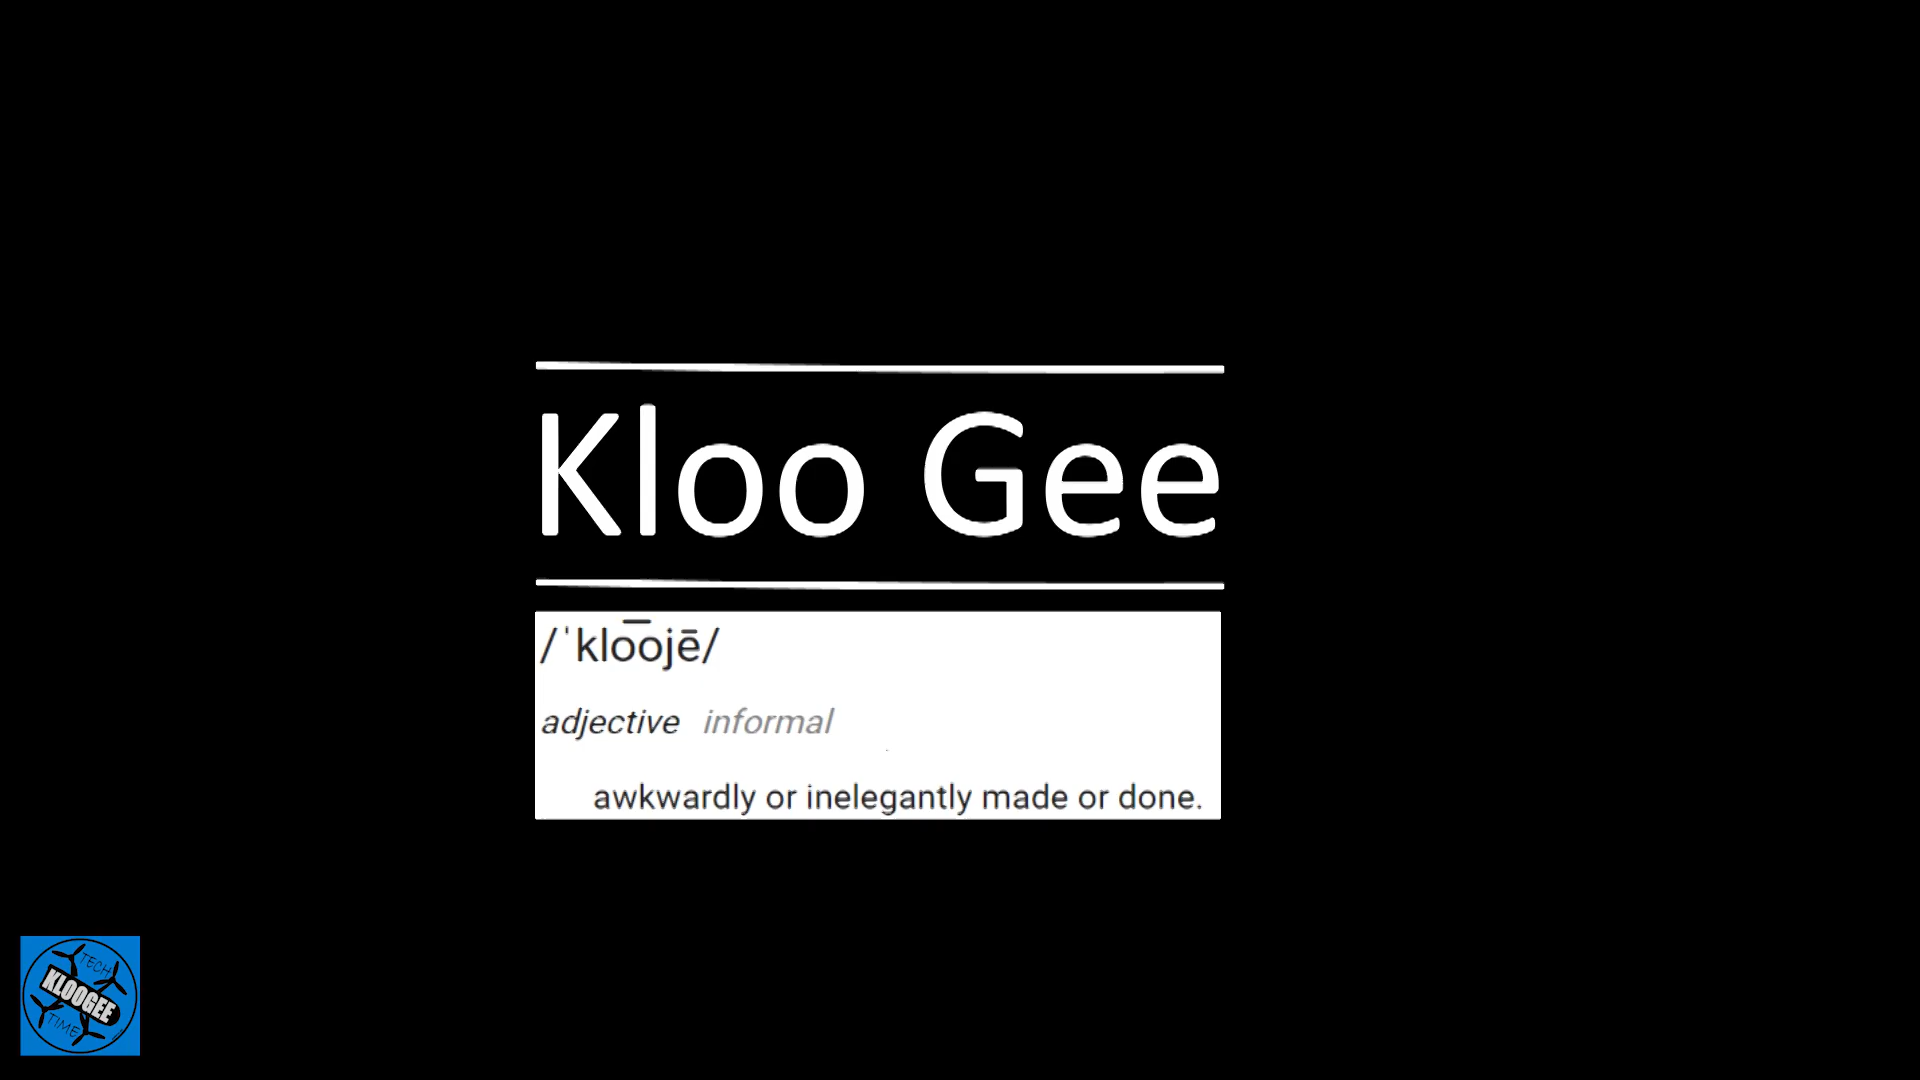 Kloo Gee
/ˈklo͞ojē/
adjective informal
awkwardly or inelegantly made or done.
TECH
KLOOGEE
TIME